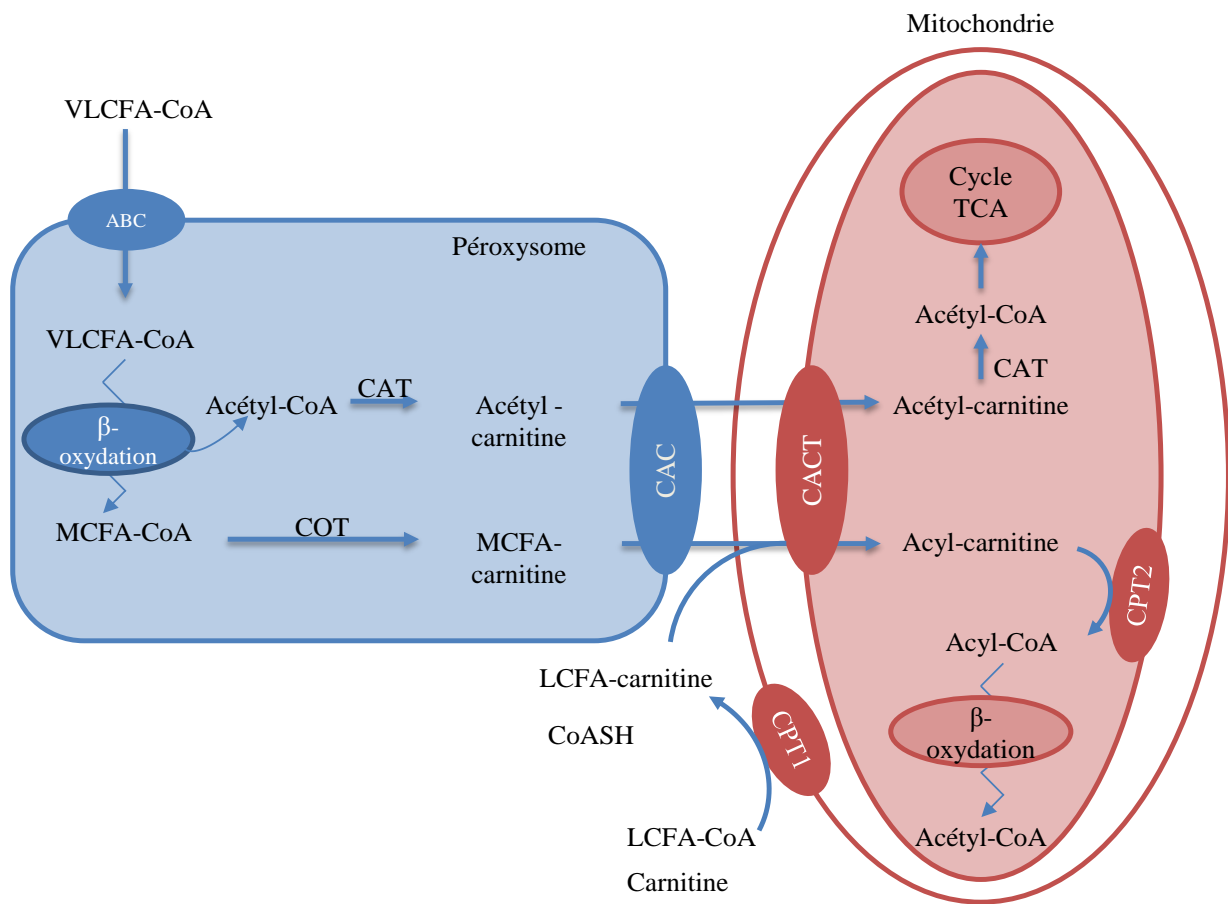 Mitochondrie
VLCFA-CoA
ABC
Péroxysome
VLCFA-CoA
β-
oxydation
Acétyl-CoA
CAT
Acétyl -
carnitine
MCFA-CoA
COT
MCFA-
carnitine
CAC
CACT
Cycle
TCA
Acétyl-CoA
CAT
Acétyl-carnitine
Acyl-carnitine
CPT2
Acyl-CoA
β-
oxydation
Acétyl-CoA
LCFA-carnitine
CoASH
CPT1
LCFA-CoA
Carnitine